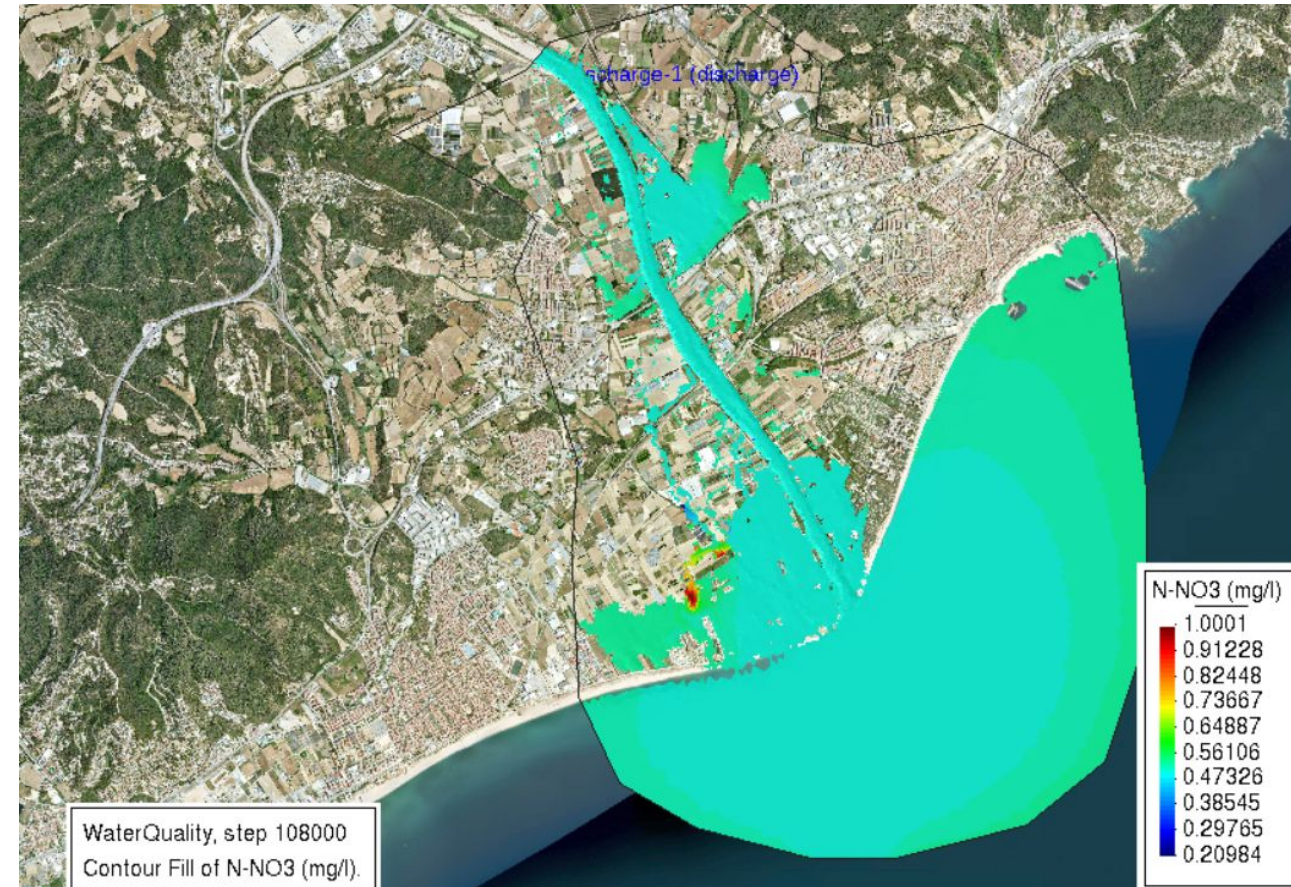 scharge-1 (discharge)
N-NO3 (mg/l)
1.0001
0.91228
0.82448
0.73667
0.64887
0.56106
0.47326
0.38545
0.29765
0.20984
WaterQuality, step 108000
Contour Fill of N-NO3 (mg/l).